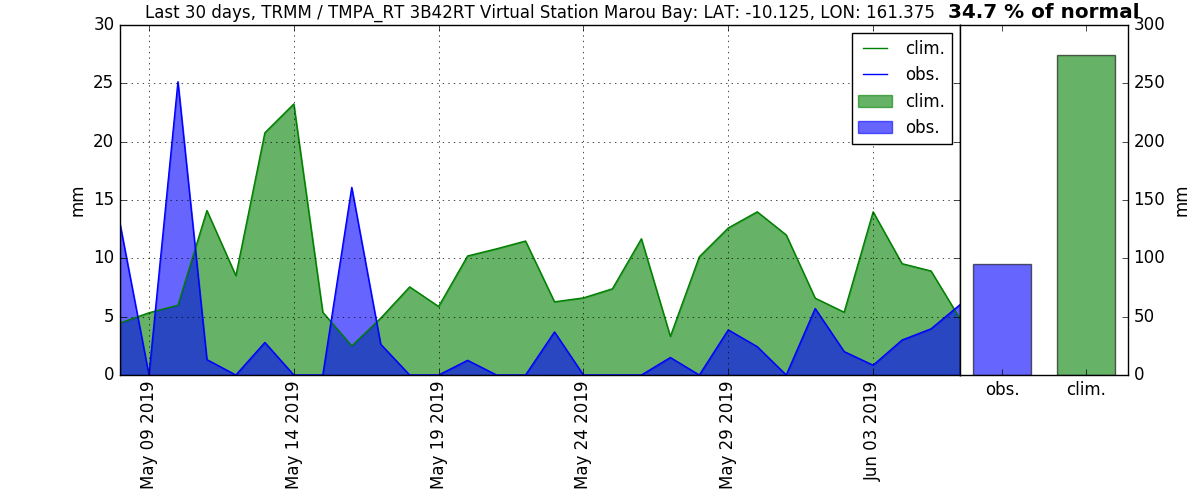 Last 30 days, TRMM / TMPA_RT 3B42RT Virtual Station Marou Bay: LAT: -10.125, LON: 161.375
34.7 % of normal
clim.
obs.
clim.
obs.
mm
30
25
20
15
10
5
0
May 09 2019
May 14 2019
May 19 2019
May 24 2019
May 29 2019
Jun 03 2019
300
250
200
150
100
50
0
mm
obs.
clim.